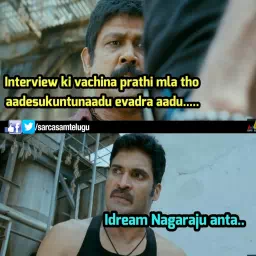 Interview ki vachina prathi mla tho
aadesukuntunaadu evadra aadu.....
/sarcasamtelugu
Idream Nagaraju anta..